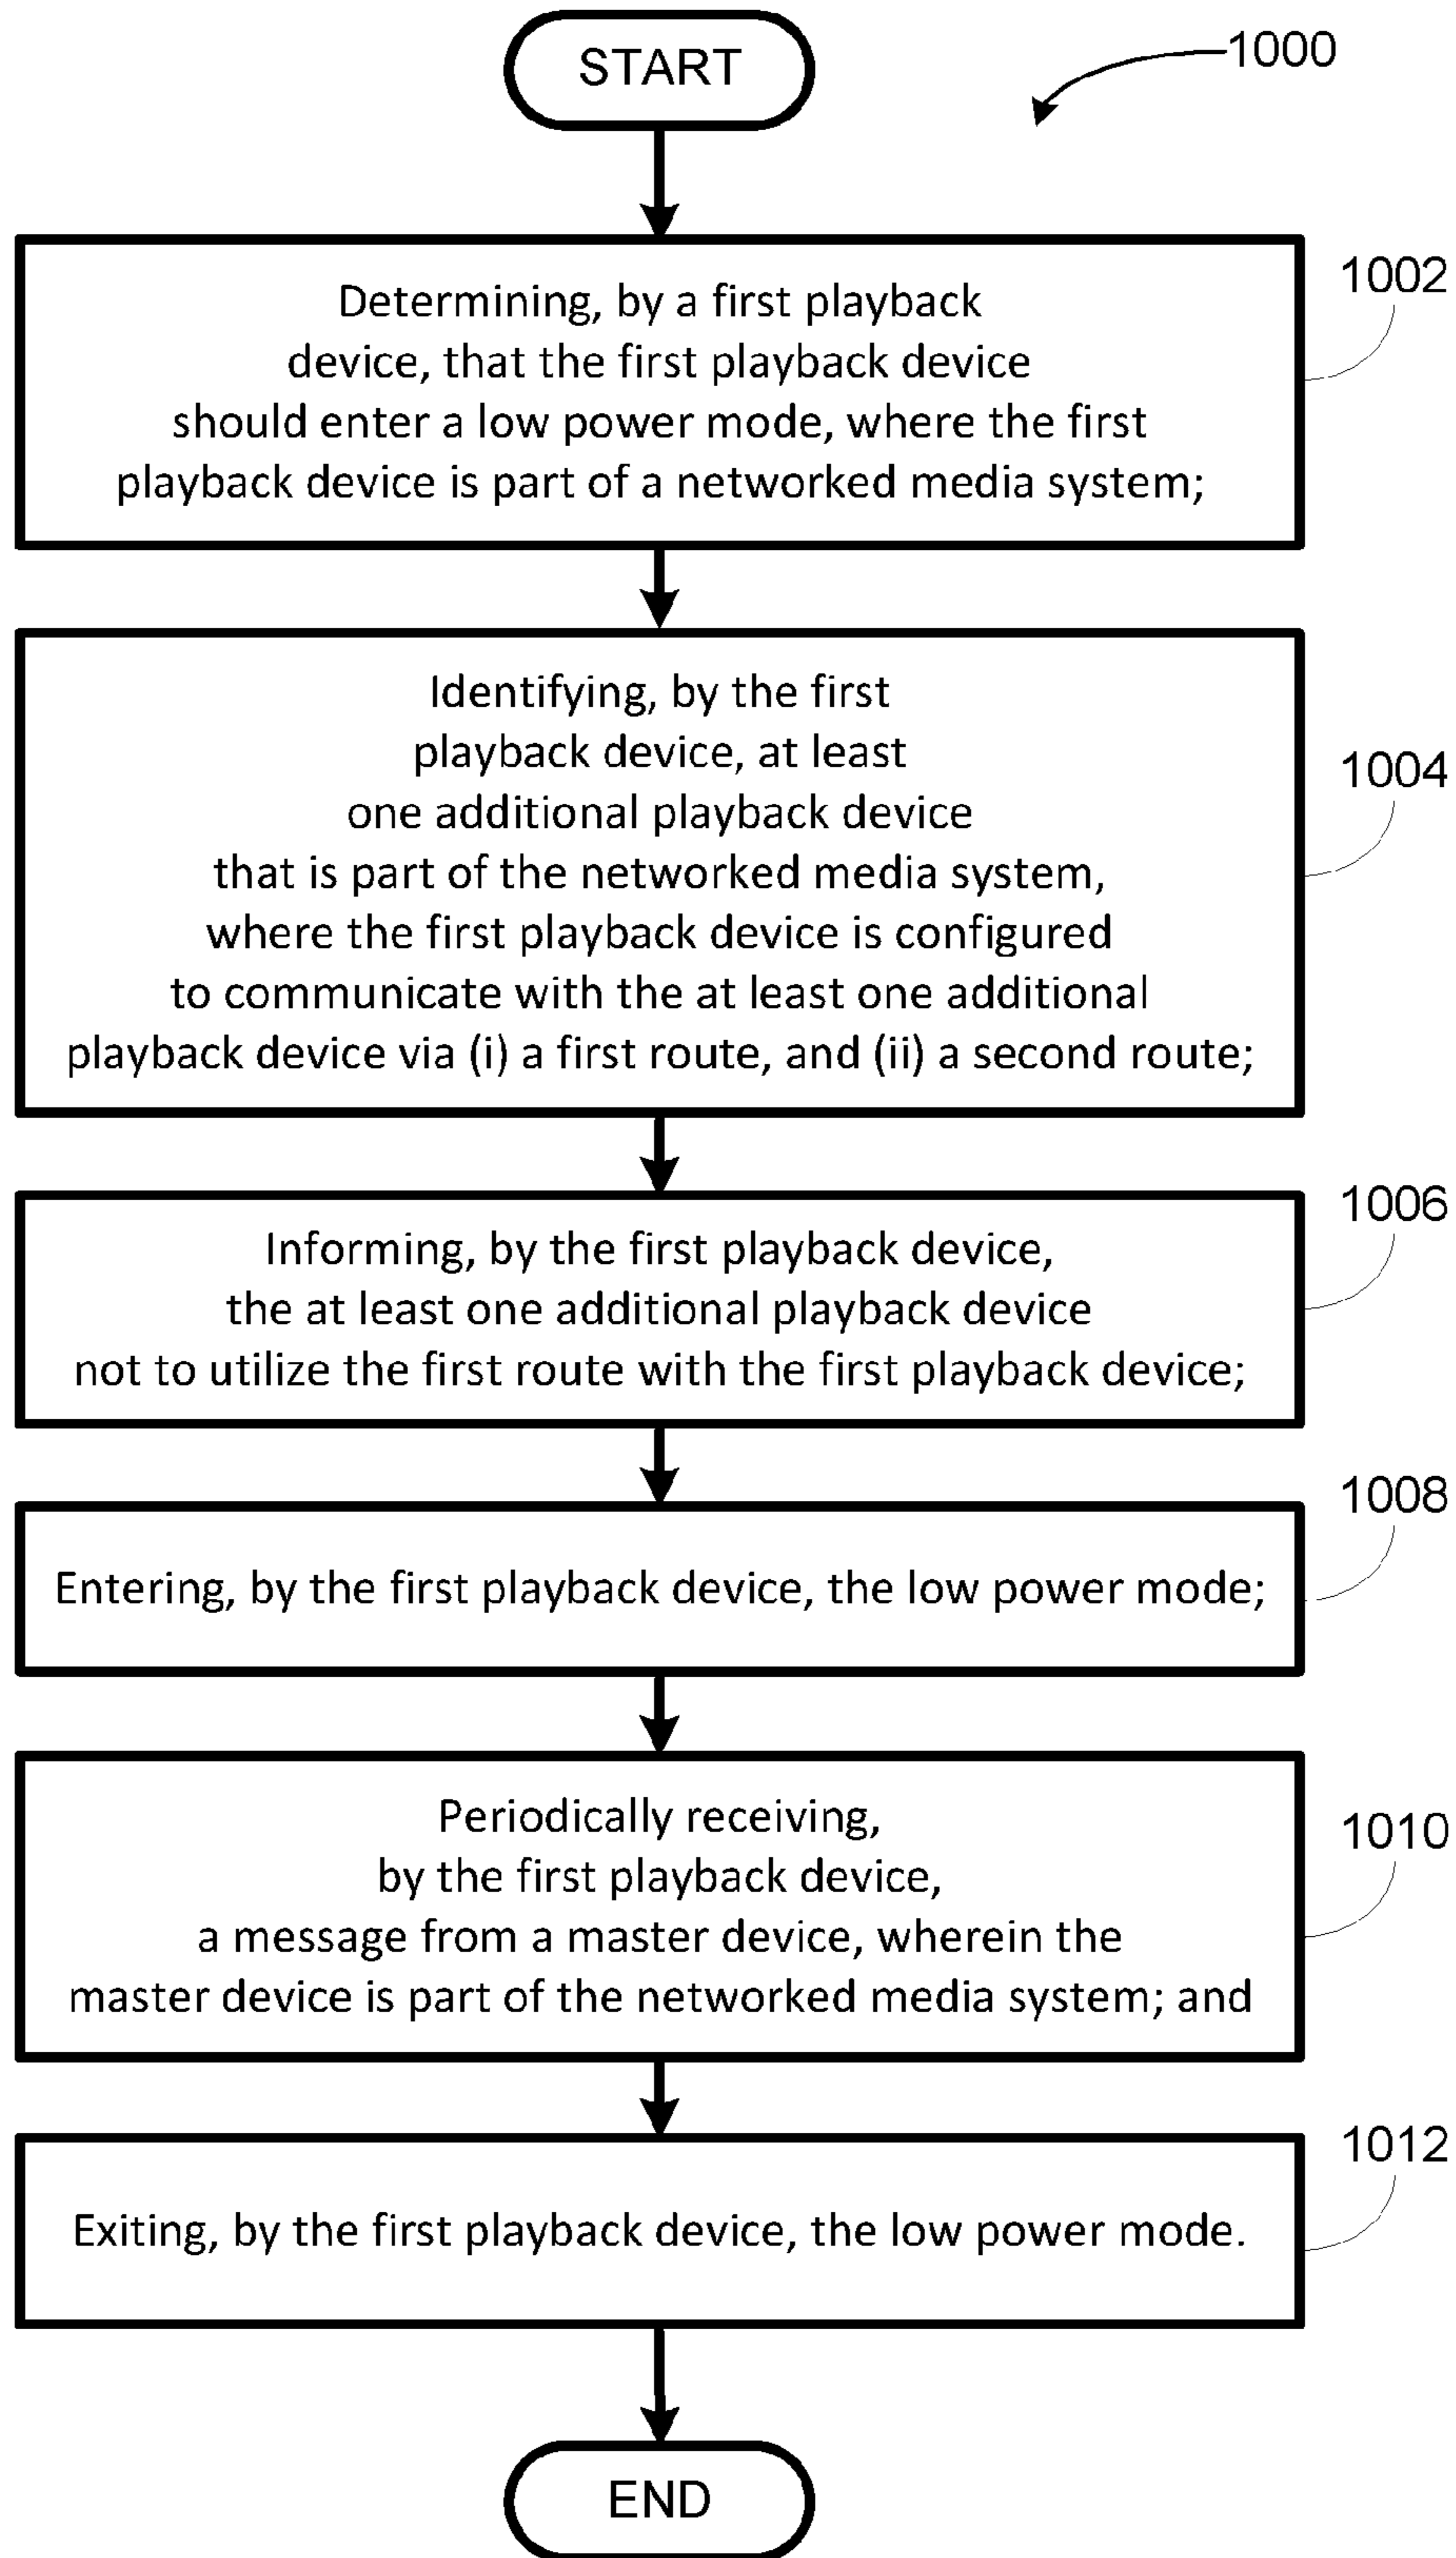 START
1000
Determining, by a first playback
device, that the first playback device
should enter a low power mode, where the first
playback device is part of a networked media system;
1002
Identifying, by the first
playback device, at least
one additional playback device
that is part of the networked media system,
where the first playback device is configured
to communicate with the at least one additional
playback device via (i) a first route, and (ii) a second route;
1004
Informing, by the first playback device,
the at least one additional playback device
not to utilize the first route with the first playback device;
1006
Entering, by the first playback device, the low power mode;
1008
Periodically receiving,
by the first playback device,
a message from a master device, wherein the
master device is part of the networked media system; and
1010
Exiting, by the first playback device, the low power mode.
1012
END